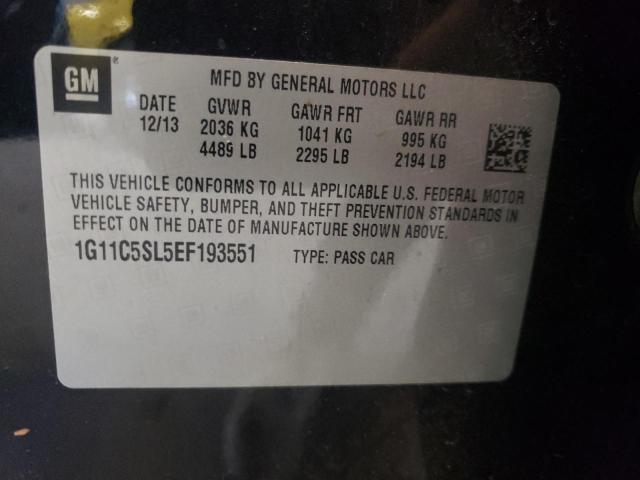 GM
MFD BY GENERAL MOTORS LLC
DATE GVWR GAWR FRT GAWR RR
12/13 2036 KG 1041 KG 995 KG
4489 LB 2295 LB 2194 LB
THIS VEHICLE CONFORMS TO ALL APPLICABLE U.S. FEDERAL MOTOR
VEHICLE SAFETY, BUMPER, AND THEFT PREVENTION STANDARDS IN
EFFECT ON THE DATE OF MANUFACTURE SHOWN ABOVE.
1G11C5SL5EF193551 TYPE: PASS CAR